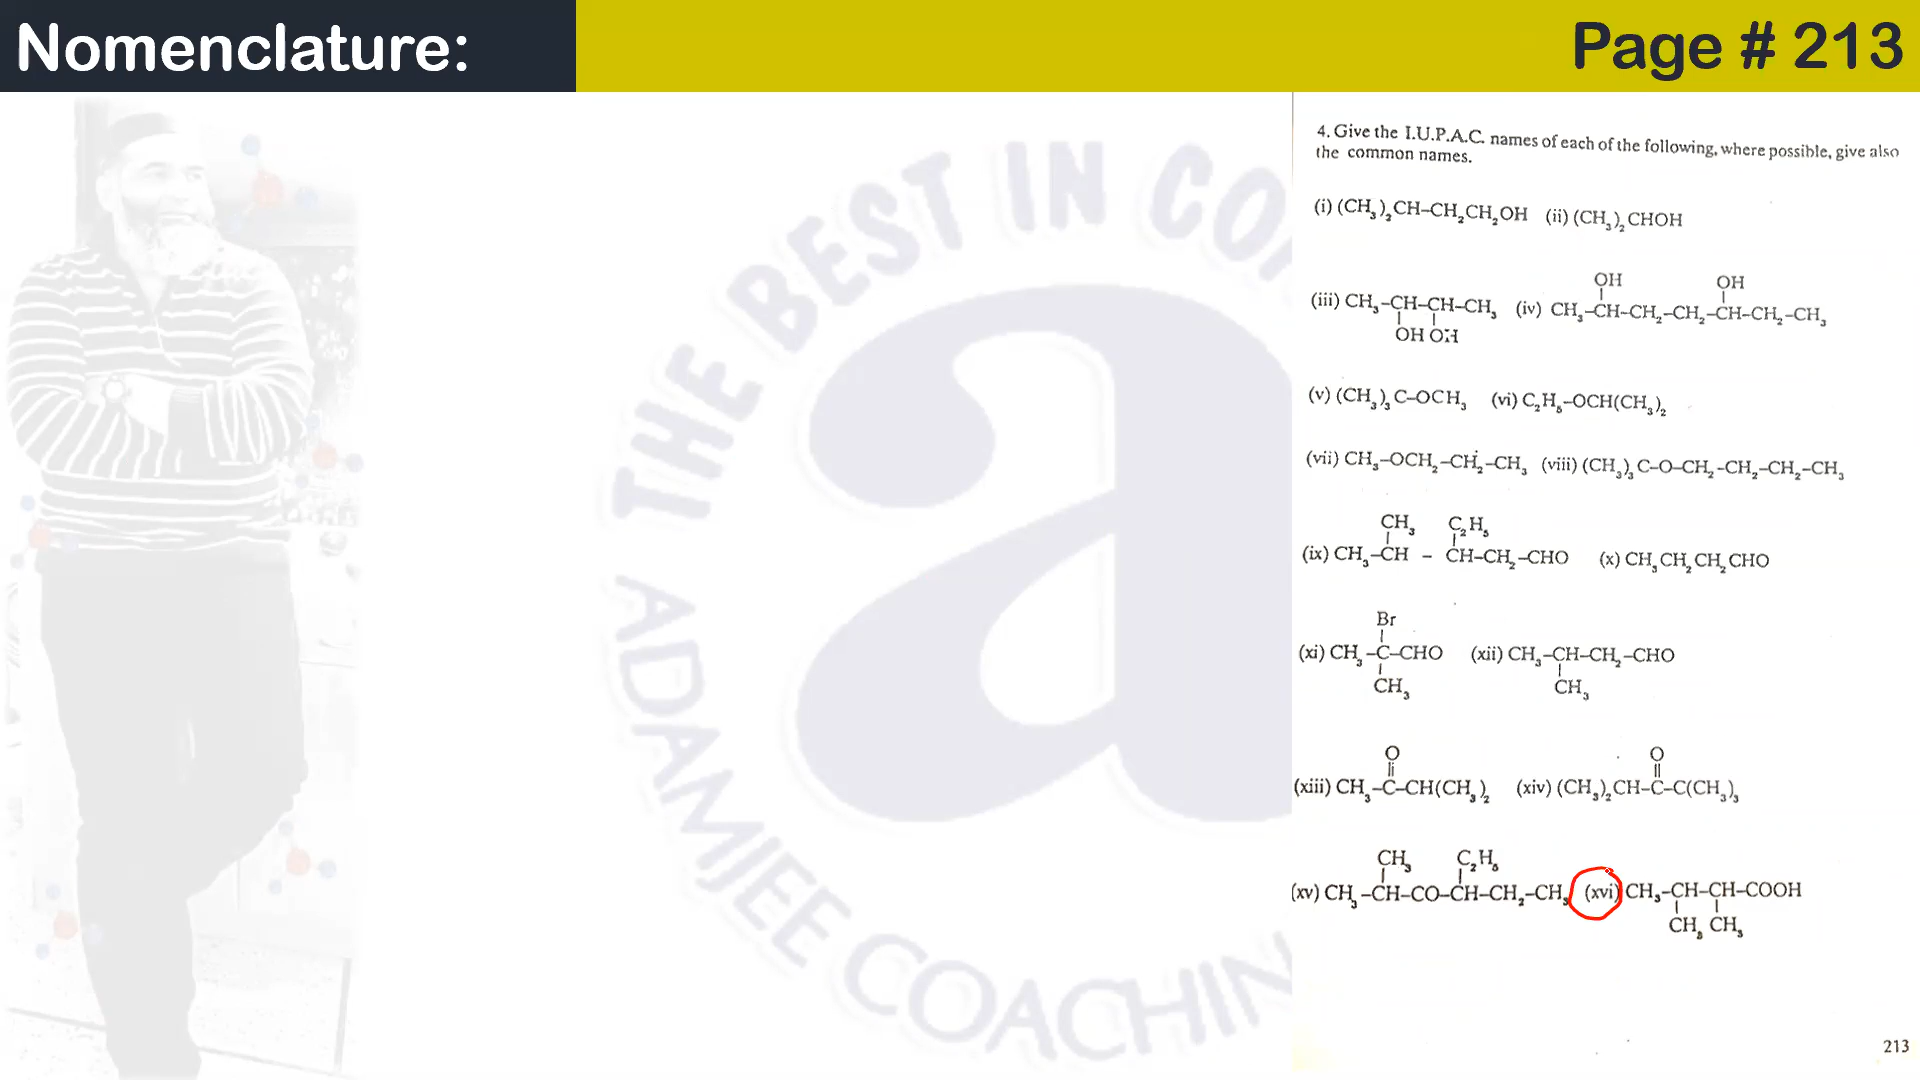 Nomenclature:
Page # 213
THE BEST IN CO
ADAMJEE COACHIN
4. Give the I.U.P.A.C. names of each of the following, where possible, give also
the common names.
(i) (CH₃)₂CH–CH₂CH₂OH (ii) (CH₃)₂CHOH
OH OH
(iii) CH₃–CH–CH–CH₃ (iv) CH₃–CH–CH₂–CH₂–CH–CH₂–CH₃
OH OH
(v) (CH₃)₃C–OCH₃ (vi) C₂H₅–OCH(CH₃)₂
(vii) CH₃–OCH₂–CH₂–CH₃ (viii) (CH₃)₃C–O–CH₂–CH₂–CH₂–CH₃
CH₃ C₂H₅
(ix) CH₃–CH – CH–CH₂–CHO (x) CH₃CH₂CH₂CHO
Br
(xi) CH₃–C–CHO (xii) CH₃–CH–CH₂–CHO
CH₃ CH₃
O O
(xiii) CH₃–C–CH(CH₃)₂ (xiv) (CH₃)₂CH–C–C(CH₃)₃
CH₃ C₂H₅
(xv) CH₃–CH–CO–CH–CH₂–CH₃ (xvi) CH₃–CH–CH–COOH
CH₃ CH₃
213